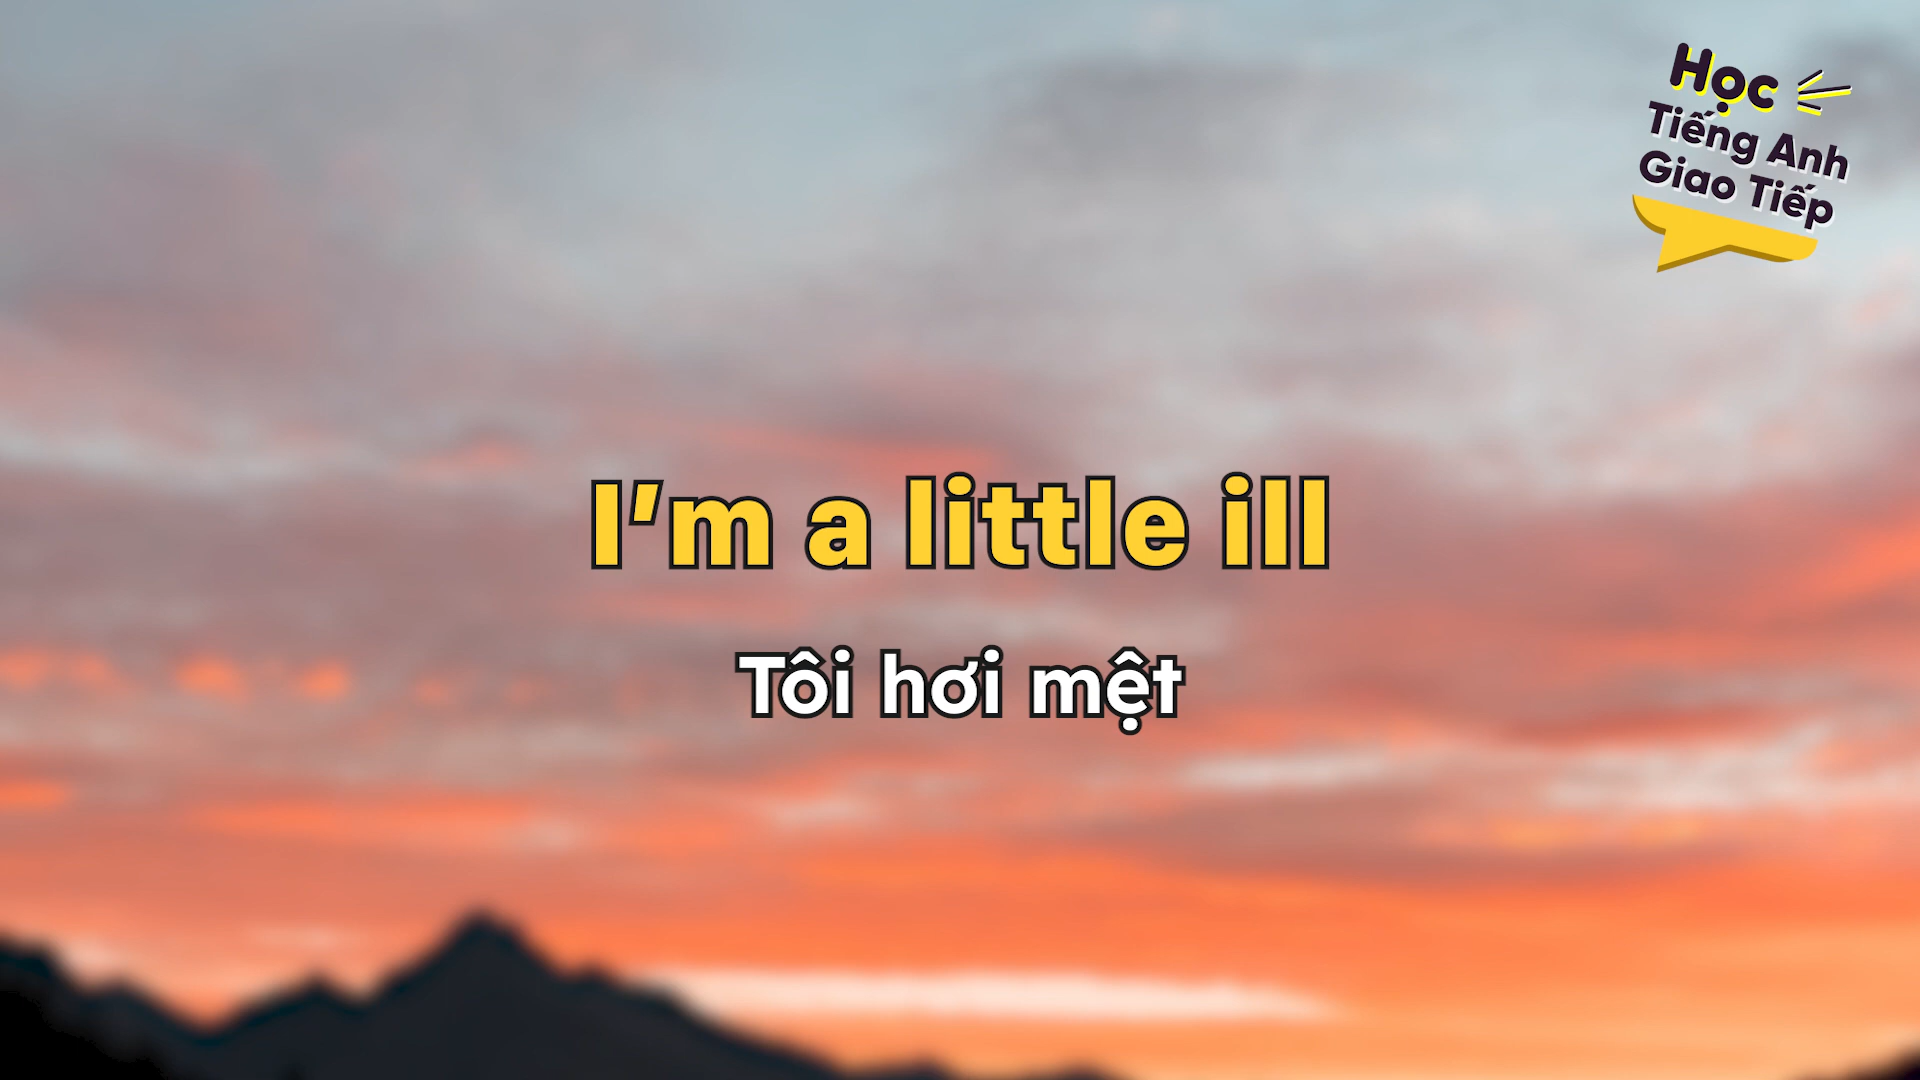 Học
Tiếng Anh
Giao Tiếp
I’m a little ill
Tôi hơi mệt